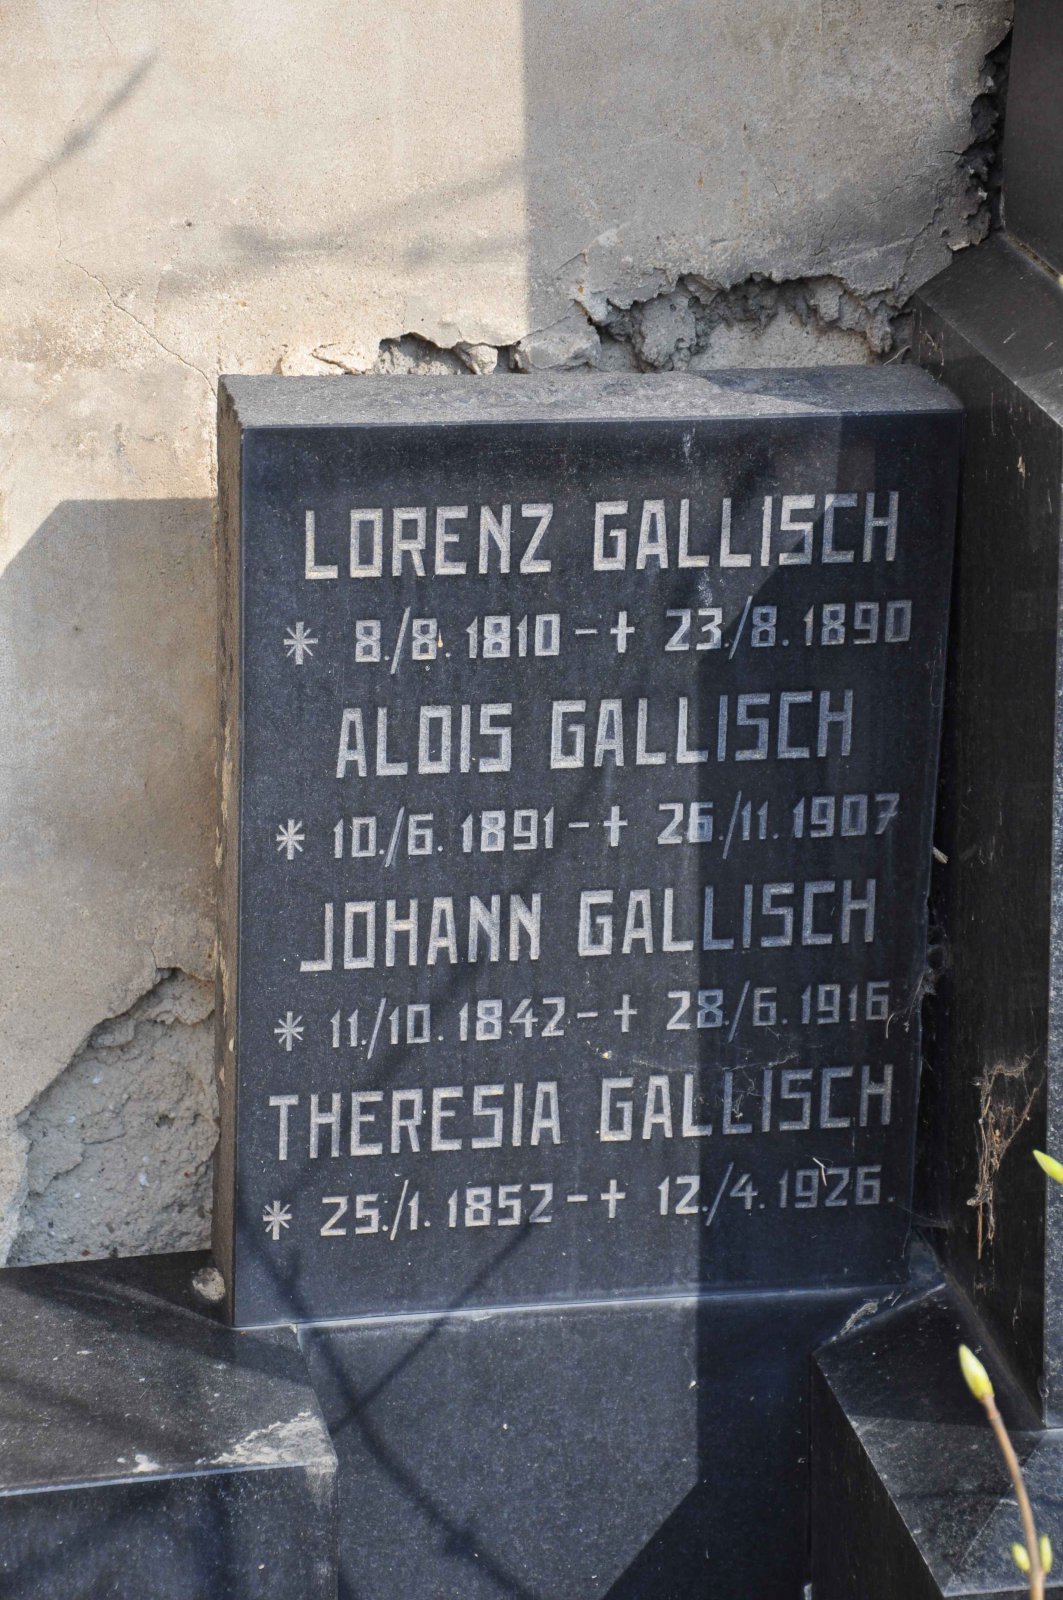 LORENZ GALLISCH
* 8./8. 1810 - † 23./8. 1890
ALOIS GALLISCH
* 10./6. 1891 - † 26./11. 1907
JOHANN GALLISCH
* 11./10. 1842 - † 28./6. 1916
THERESIA GALLISCH
* 25./1. 1852 - † 12./4. 1926.